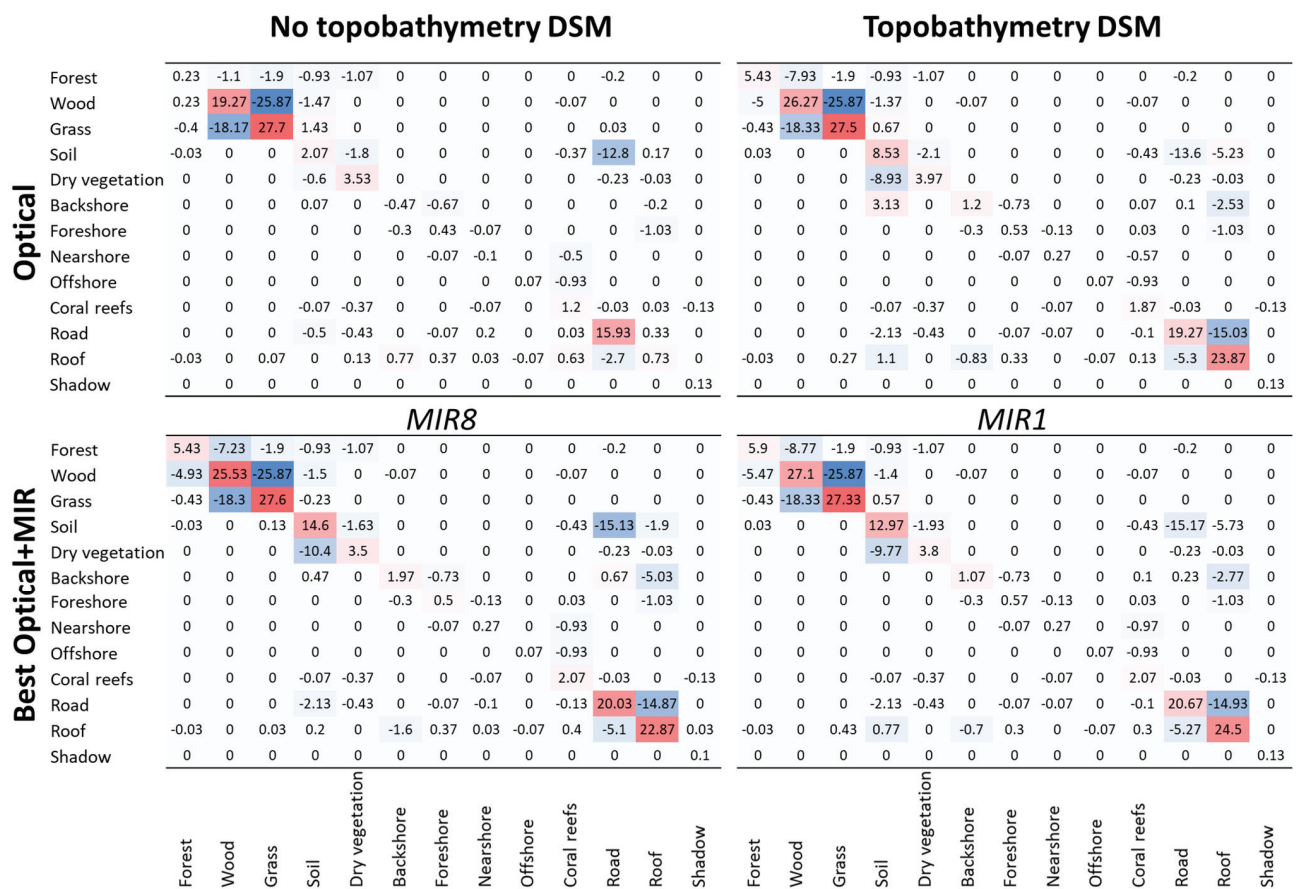 No topobathymetry DSM Topobathymetry DSM
Optical
Forest 0.23 -1.1 -1.9 -0.93 -1.07 0 0 0 0 0 -0.2 0 0 5.43 -7.93 -1.9 -0.93 -1.07 0 0 0 0 0 -0.2 0 0
Wood 0.23 19.27 -25.87 -1.47 0 0 0 0 0 -0.07 0 0 0 -5 26.27 -25.87 -1.37 0 -0.07 0 0 0 -0.07 0 0 0
Grass -0.4 -18.17 27.7 1.43 0 0 0 0 0 0 0.03 0 0 -0.43 -18.33 27.5 0.67 0 0 0 0 0 0 0 0 0
Soil -0.03 0 0 2.07 -1.8 0 0 0 0 -0.37 -12.8 0.17 0 0.03 0 0 8.53 -2.1 0 0 0 0 -0.43 -13.6 -5.23 0
Dry vegetation 0 0 0 -0.6 3.53 0 0 0 0 0 -0.23 -0.03 0 0 0 0 -8.93 3.97 0 0 0 0 0 -0.23 -0.03 0
Backshore 0 0 0 0.07 0 -0.47 -0.67 0 0 0 0 -0.2 0 0 0 0 3.13 0 1.2 -0.73 0 0 0.07 0.1 -2.53 0
Foreshore 0 0 0 0 0 -0.3 0.43 -0.07 0 0 0 -1.03 0 0 0 0 0 0 -0.3 0.53 -0.13 0 0.03 0 -1.03 0
Nearshore 0 0 0 0 0 0 -0.07 -0.1 0 -0.5 0 0 0 0 0 0 0 0 0 -0.07 0.27 0 -0.57 0 0 0
Offshore 0 0 0 0 0 0 0 0 0.07 -0.93 0 0 0 0 0 0 0 0 0 0 0 0.07 -0.93 0 0 0
Coral reefs 0 0 0 -0.07 -0.37 0 0 -0.07 0 1.2 -0.03 0.03 -0.13 0 0 0 -0.07 -0.37 0 0 -0.07 0 1.87 -0.03 0 -0.13
Road 0 0 0 -0.5 -0.43 0 -0.07 0.2 0 0.03 15.93 0.33 0 0 0 0 -2.13 -0.43 0 -0.07 -0.07 0 -0.1 19.27 -15.03 0
Roof -0.03 0 0.07 0 0.13 0.77 0.37 0.03 -0.07 0.63 -2.7 0.73 0 -0.03 0 0.27 1.1 0 -0.83 0.33 0 -0.07 0.13 -5.3 23.87 0
Shadow 0 0 0 0 0 0 0 0 0 0 0 0 0.13 0 0 0 0 0 0 0 0 0 0 0 0 0.13
MIR8 MIR1
Best Optical+MIR
Forest 5.43 -7.23 -1.9 -0.93 -1.07 0 0 0 0 0 -0.2 0 0 5.9 -8.77 -1.9 -0.93 -1.07 0 0 0 0 0 -0.2 0 0
Wood -4.93 25.53 -25.87 -1.5 0 -0.07 0 0 0 -0.07 0 0 0 -5.47 27.1 -25.87 -1.4 0 -0.07 0 0 0 -0.07 0 0 0
Grass -0.43 -18.3 27.6 -0.23 0 0 0 0 0 0 0 0 0 -0.43 -18.33 27.33 0.57 0 0 0 0 0 0 0 0 0
Soil -0.03 0 0.13 14.6 -1.63 0 0 0 0 -0.43 -15.13 -1.9 0 0.03 0 0 12.97 -1.93 0 0 0 0 -0.43 -15.17 -5.73 0
Dry vegetation 0 0 0 -10.4 3.5 0 0 0 0 0 -0.23 -0.03 0 0 0 0 -9.77 3.8 0 0 0 0 0 -0.23 -0.03 0
Backshore 0 0 0 0.47 0 1.97 -0.73 0 0 0 0.67 -5.03 0 0 0 0 0 0 1.07 -0.73 0 0 0.1 0.23 -2.77 0
Foreshore 0 0 0 0 0 -0.3 0.5 -0.13 0 0.03 0 -1.03 0 0 0 0 0 0 -0.3 0.57 -0.13 0 0.03 0 -1.03 0
Nearshore 0 0 0 0 0 0 -0.07 0.27 0 -0.93 0 0 0 0 0 0 0 0 0 -0.07 0.27 0 -0.97 0 0 0
Offshore 0 0 0 0 0 0 0 0 0.07 -0.93 0 0 0 0 0 0 0 0 0 0 0 0.07 -0.93 0 0 0
Coral reefs 0 0 0 -0.07 -0.37 0 0 -0.07 0 2.07 -0.03 0 -0.13 0 0 0 -0.07 -0.37 0 0 -0.07 0 2.07 -0.03 0 -0.13
Road 0 0 0 -2.13 -0.43 0 -0.07 -0.1 0 -0.13 20.03 -14.87 0 0 0 0 -2.13 -0.43 0 -0.07 -0.07 0 -0.1 20.67 -14.93 0
Roof -0.03 0 0.03 0.2 0 -1.6 0.37 0.03 -0.07 0.4 -5.1 22.87 0.03 -0.03 0 0.43 0.77 0 -0.7 0.3 0 -0.07 0.3 -5.27 24.5 0
Shadow 0 0 0 0 0 0 0 0 0 0 0 0 0.1 0 0 0 0 0 0 0 0 0 0 0 0 0.13
Forest Wood Grass Soil Dry vegetation Backshore Foreshore Nearshore Offshore Coral reefs Road Roof Shadow Forest Wood Grass Soil Dry vegetation Backshore Foreshore Nearshore Offshore Coral reefs Road Roof Shadow